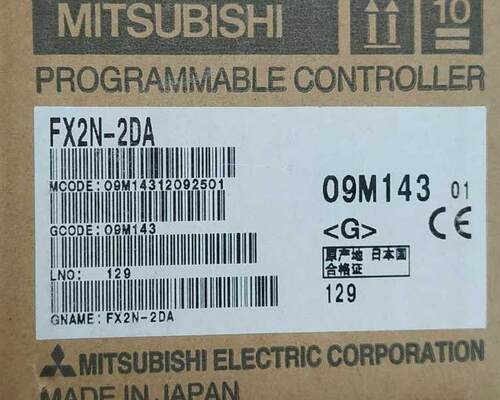 MITSUBISHI
10
PROGRAMMABLE CONTROLLER
FX2N-2DA
MCODE:09M14312092501
09M143 01
GCODE:09M143
<G> CE
LNO: 129
原产地 日本国
合格证
129
GNAME:FX2N-2DA
MITSUBISHI ELECTRIC CORPORATION
MADE IN JAPAN